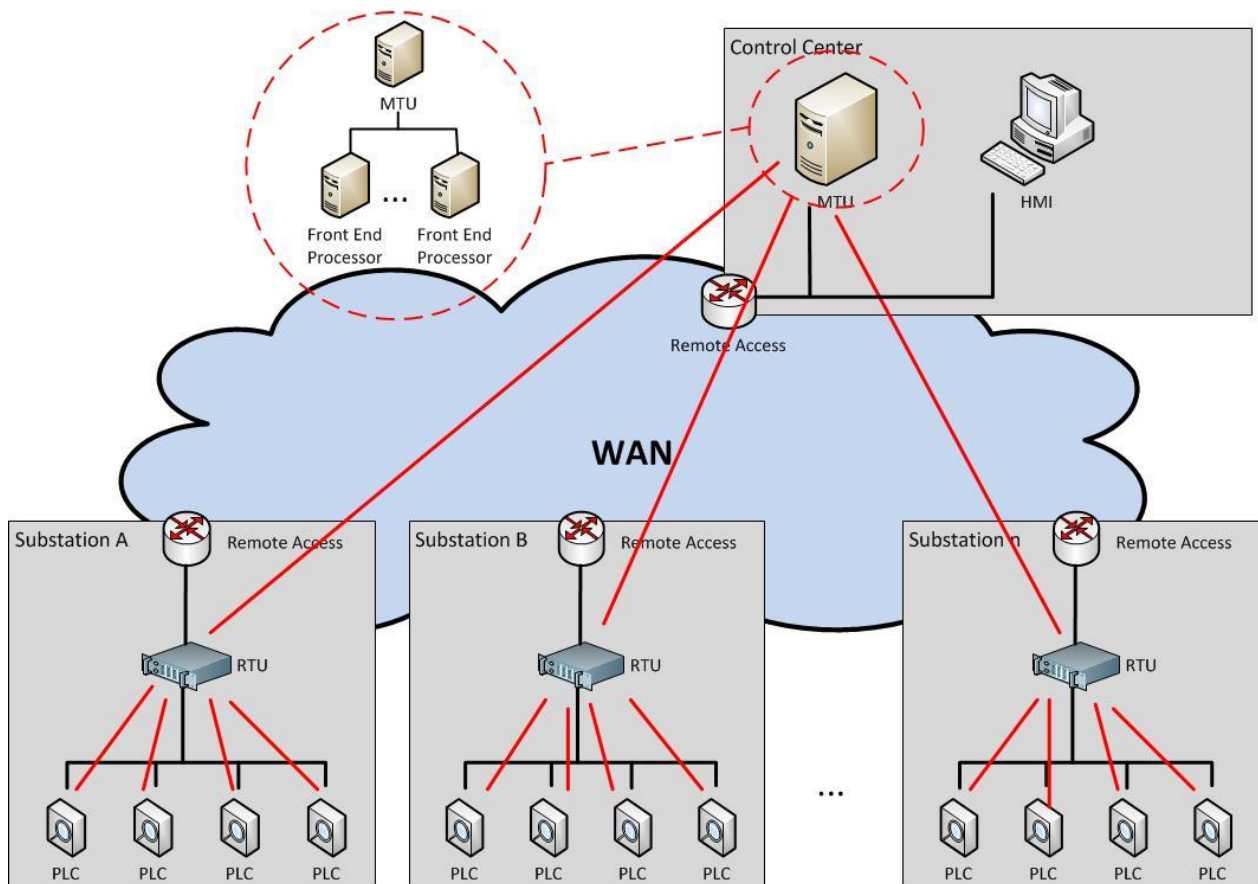 Control Center
MTU
Front End
Processor
...
Front End
Processor
MTU
HMI
Remote Access
WAN
Substation A
Remote Access
RTU
PLC
PLC
PLC
PLC
Substation B
Remote Access
RTU
PLC
PLC
PLC
PLC
...
Substation n
Remote Access
RTU
PLC
PLC
PLC
PLC